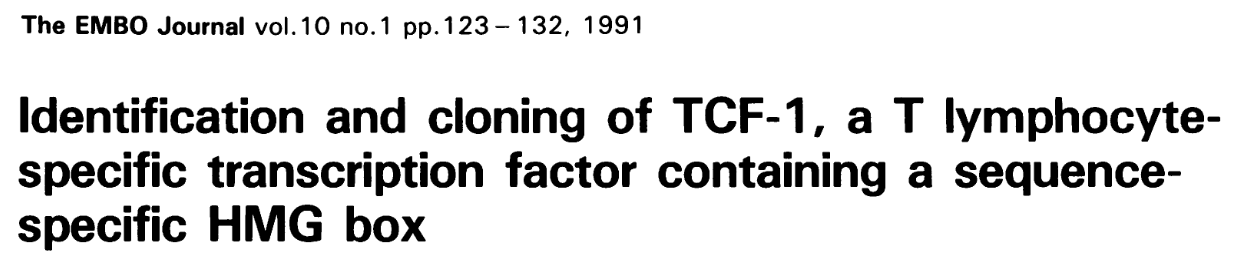 The EMBO Journal vol.10 no.1 pp.123–132, 1991
Identification and cloning of TCF-1, a T lymphocyte-
specific transcription factor containing a sequence-
specific HMG box